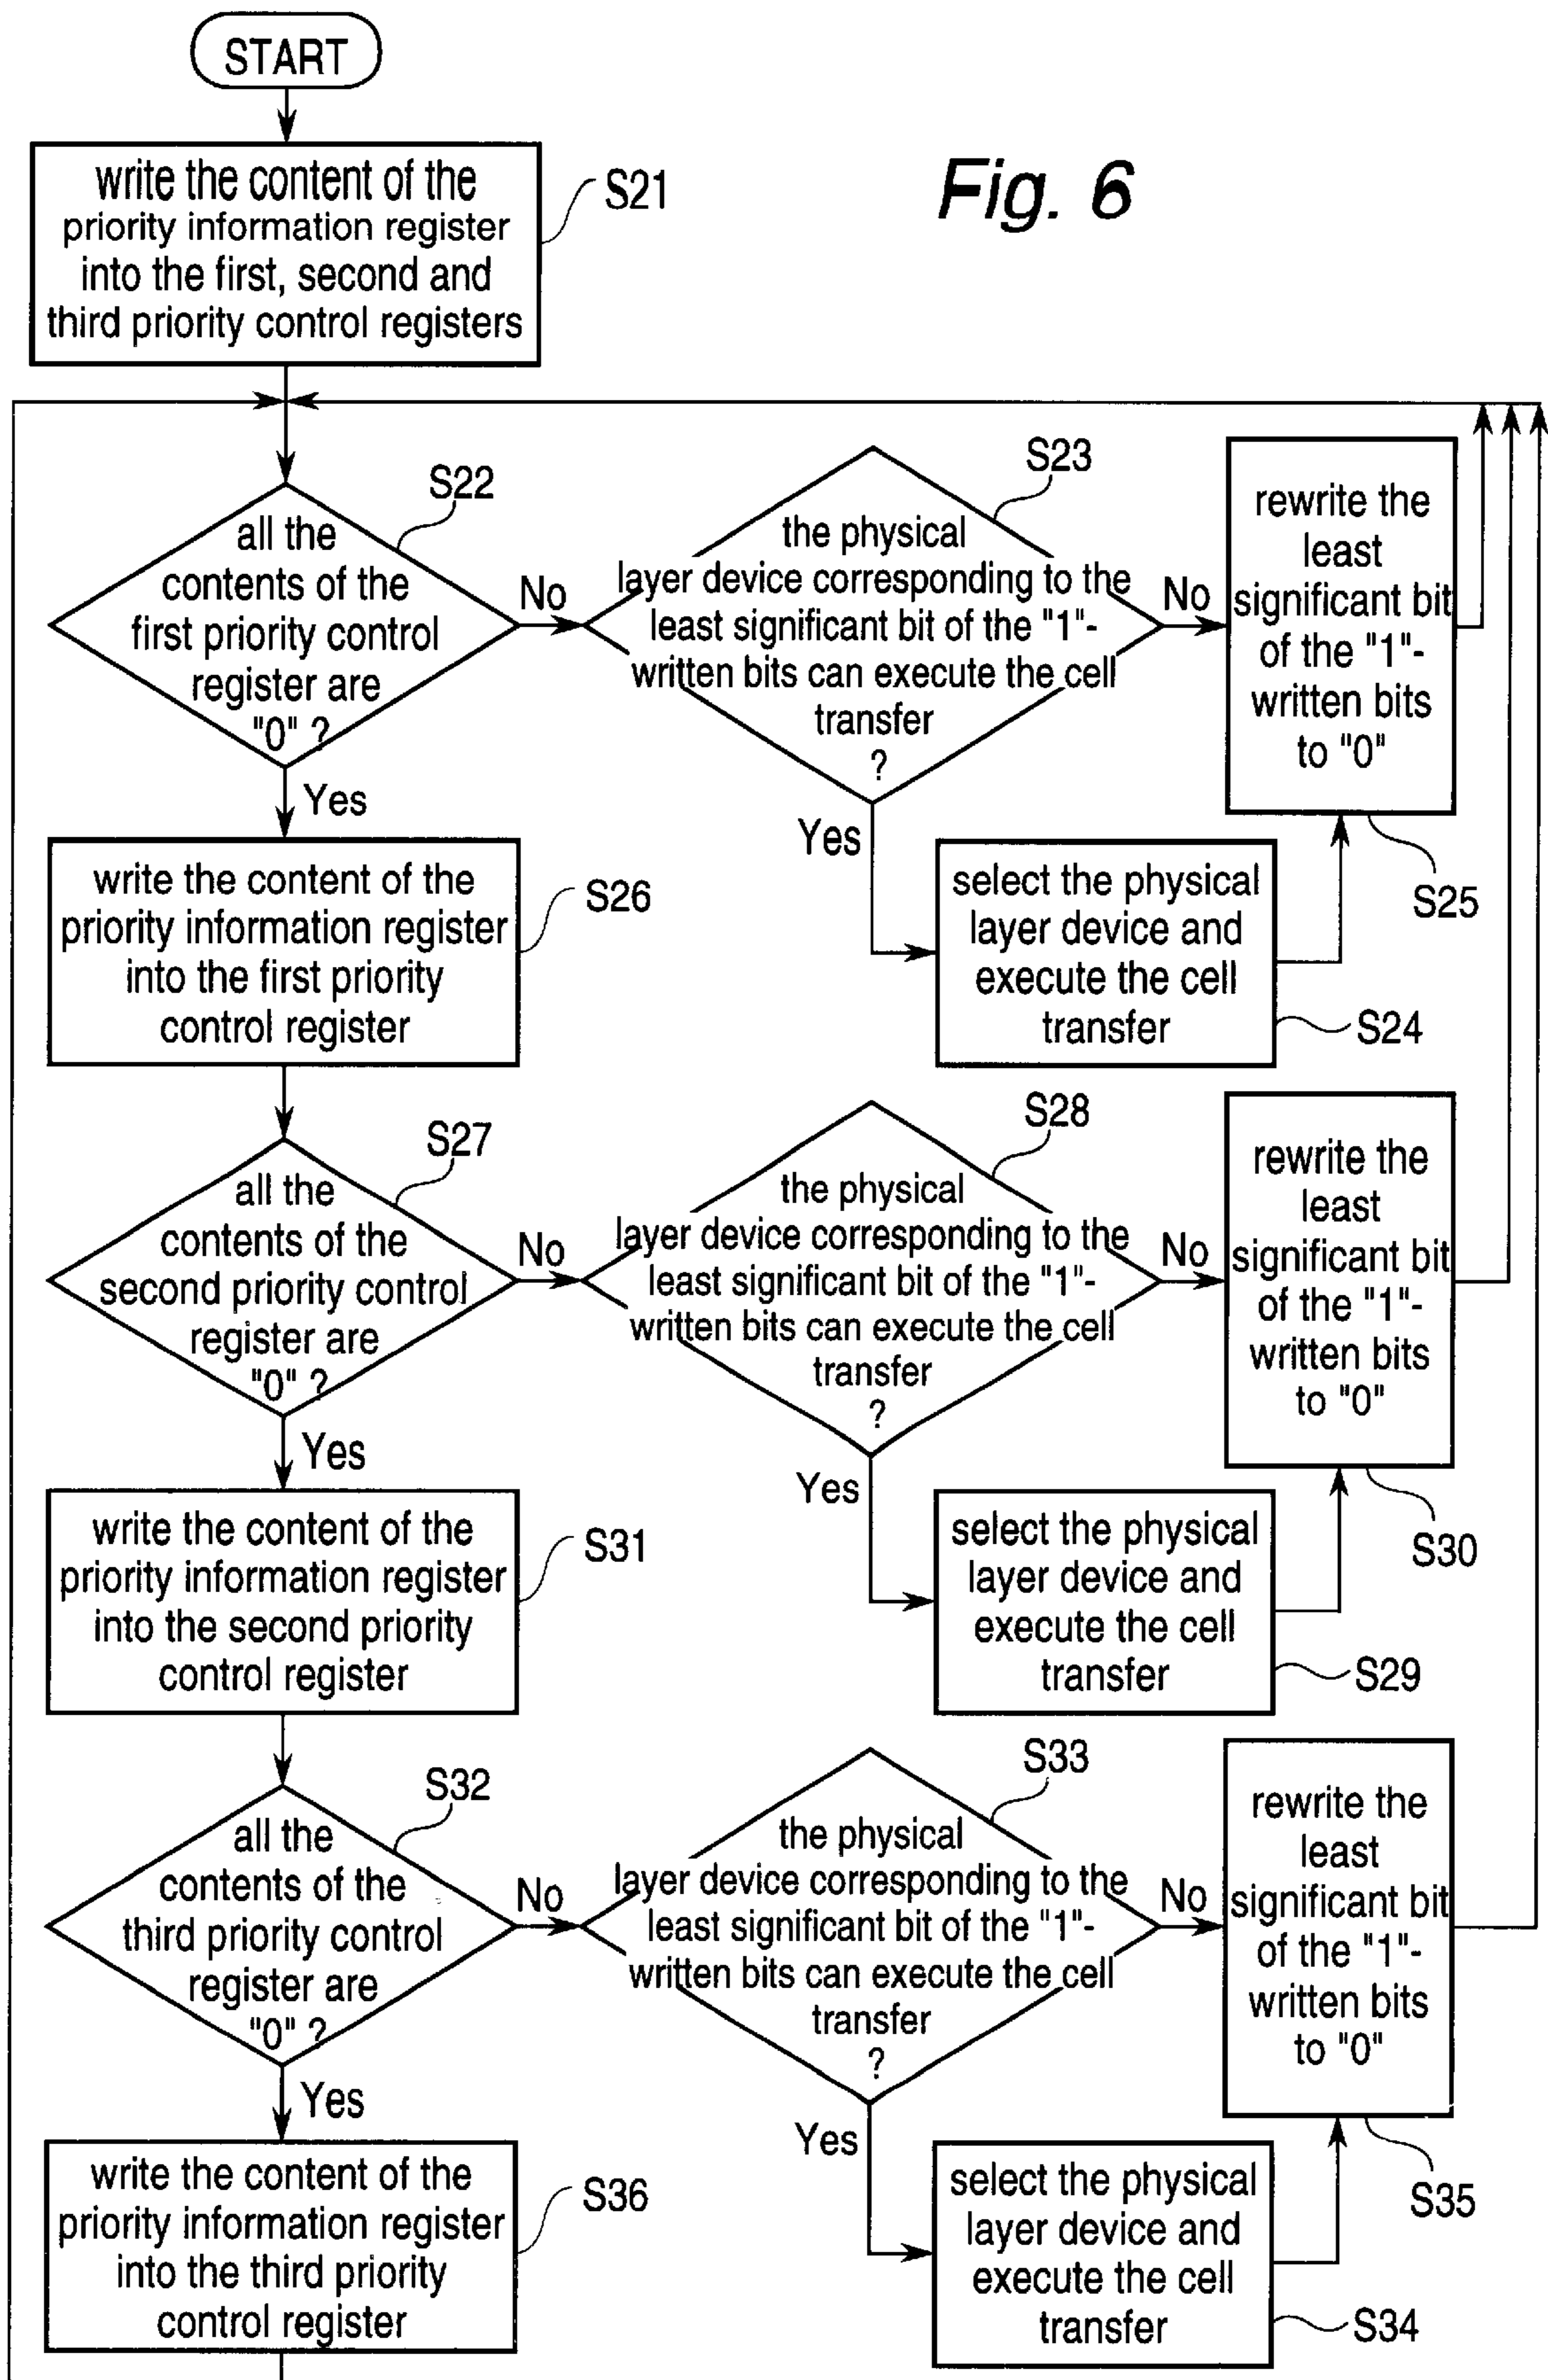 START
Fig. 6
write the content of the
priority information register
into the first, second and
third priority control registers
S21
S22
all the
contents of the
first priority control
register are
"0" ?
No
Yes
S23
the physical
layer device corresponding to the
least significant bit of the "1"-
written bits can execute the cell
transfer
?
No
Yes
rewrite the
least
significant bit
of the "1"-
written bits
to "0"
S25
select the physical
layer device and
execute the cell
transfer
S24
write the content of the
priority information register
into the first priority
control register
S26
S27
all the
contents of the
second priority control
register are
"0" ?
No
Yes
S28
the physical
layer device corresponding to the
least significant bit of the "1"-
written bits can execute the cell
transfer
?
No
Yes
rewrite the
least
significant bit
of the "1"-
written bits
to "0"
S30
select the physical
layer device and
execute the cell
transfer
S29
write the content of the
priority information register
into the second priority
control register
S31
S32
all the
contents of the
third priority control
register are
"0" ?
No
Yes
S33
the physical
layer device corresponding to the
least significant bit of the "1"-
written bits can execute the cell
transfer
?
No
Yes
rewrite the
least
significant bit
of the "1"-
written bits
to "0"
S35
select the physical
layer device and
execute the cell
transfer
S34
write the content of the
priority information register
into the third priority
control register
S36